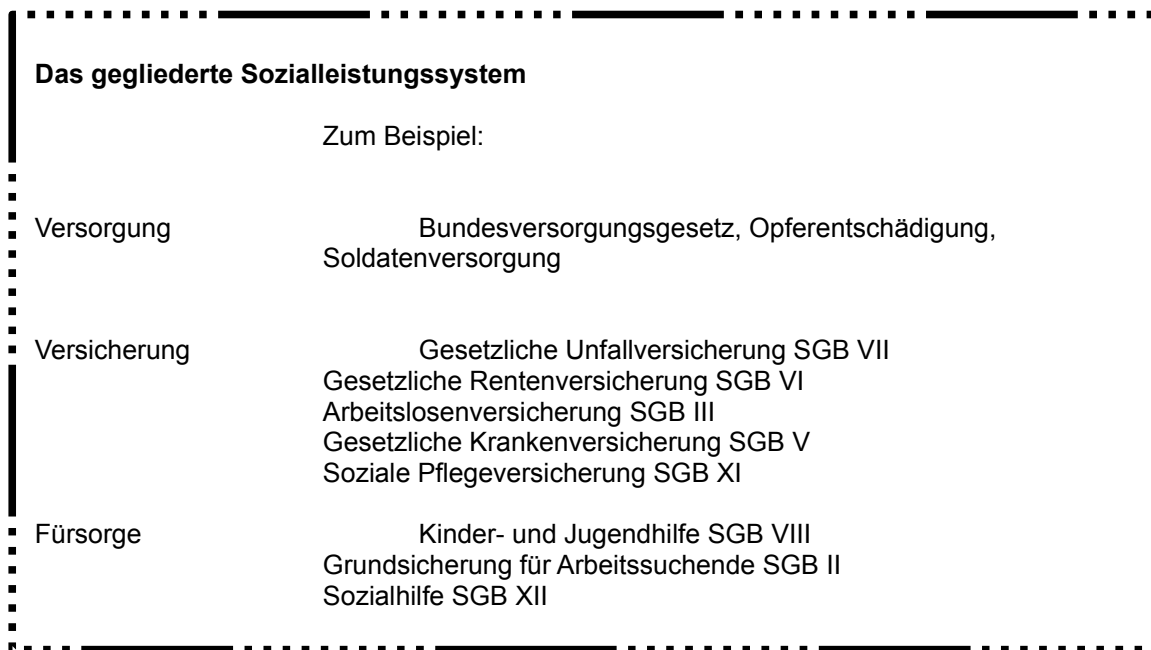 Das gegliederte Sozialleistungssystem
Zum Beispiel:
Versorgung Bundesversorgungsgesetz, Opferentschädigung,
Soldatenversorgung
Versicherung Gesetzliche Unfallversicherung SGB VII
Gesetzliche Rentenversicherung SGB VI
Arbeitslosenversicherung SGB III
Gesetzliche Krankenversicherung SGB V
Soziale Pflegeversicherung SGB XI
Fürsorge Kinder- und Jugendhilfe SGB VIII
Grundsicherung für Arbeitssuchende SGB II
Sozialhilfe SGB XII